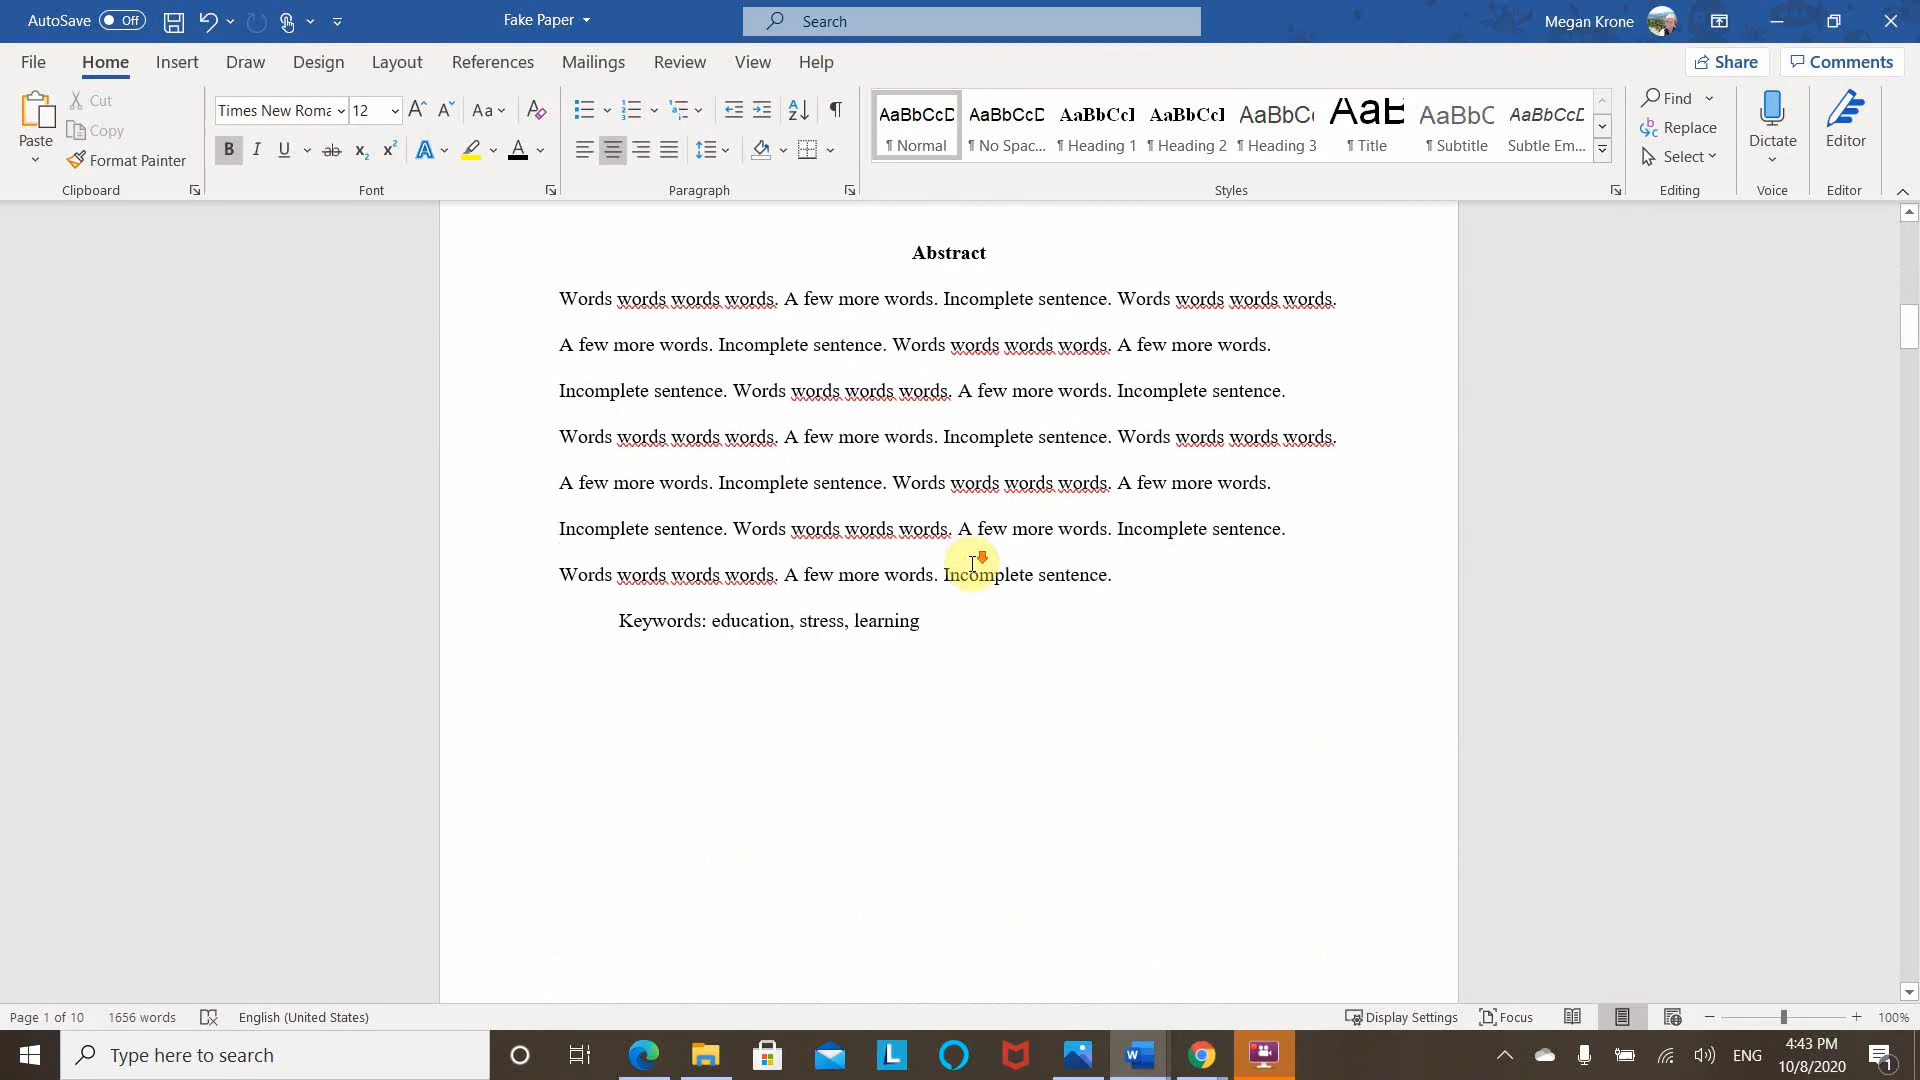 AutoSave Off Fake Paper Search Megan Krone
File Home Insert Draw Design Layout References Mailings Review View Help Share Comments
Paste Cut Copy Format Painter Clipboard
Times New Roma 12 Aa Font
Paragraph
AaBbCcD AaBbCcD AaBbCc] AaBbCc] AaBbC AaB AaBbC AaBbCcD
¶ Normal ¶ No Spac... ¶ Heading 1 ¶ Heading 2 ¶ Heading 3 ¶ Title ¶ Subtitle Subtle Em...
Styles
Find Replace Select Editing
Dictate Voice
Editor Editor
Abstract
Words words words words. A few more words. Incomplete sentence. Words words words words.
A few more words. Incomplete sentence. Words words words words. A few more words.
Incomplete sentence. Words words words words. A few more words. Incomplete sentence.
Words words words words. A few more words. Incomplete sentence. Words words words words.
A few more words. Incomplete sentence. Words words words words. A few more words.
Incomplete sentence. Words words words words. A few more words. Incomplete sentence.
Words words words words. A few more words. Incomplete sentence.
Keywords: education, stress, learning
Page 1 of 10 1656 words English (United States) Display Settings Focus 100%
Type here to search ENG 4:43 PM
10/8/2020 1